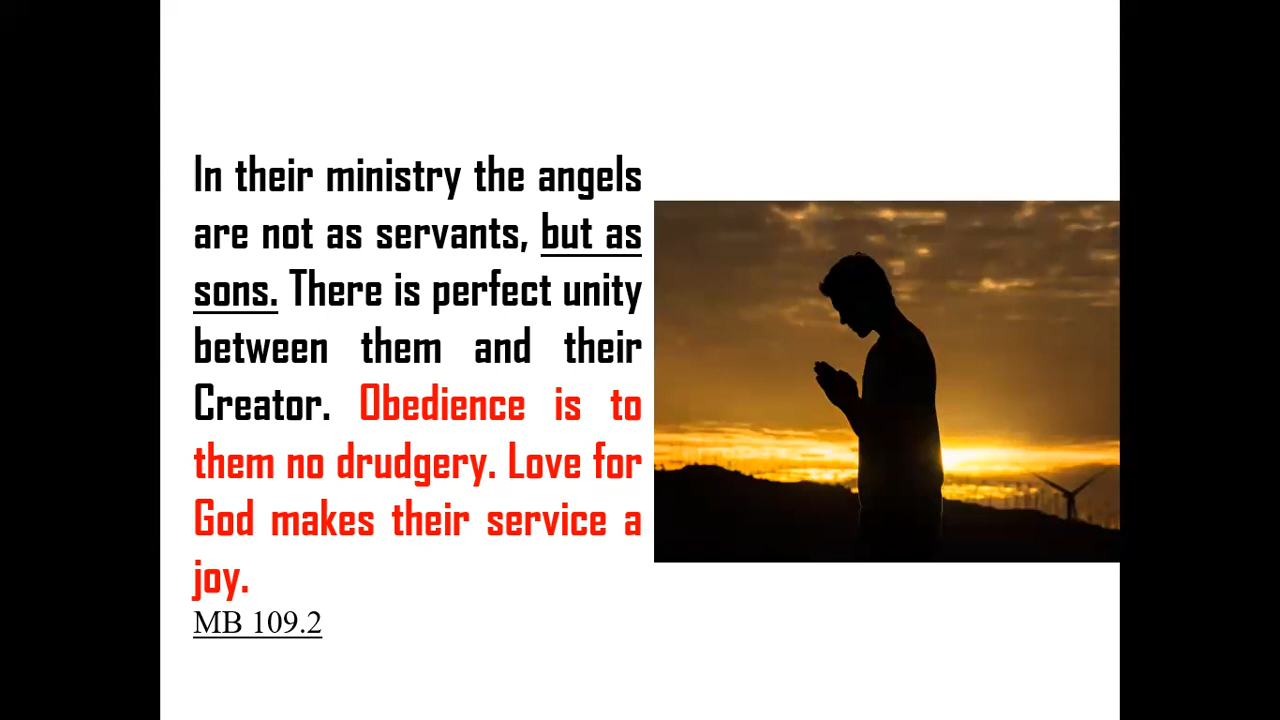 In their ministry the angels
are not as servants, but as
sons. There is perfect unity
between them and their
Creator. Obedience is to
them no drudgery. Love for
God makes their service a
joy.
MB 109.2